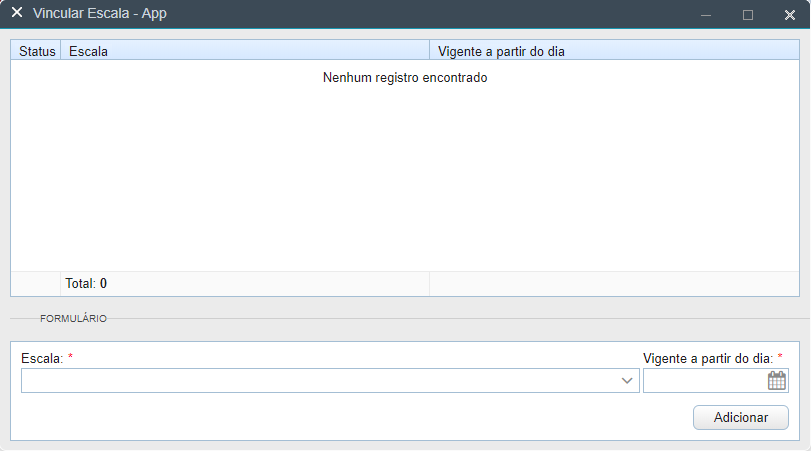 Vincular Escala - App
Status Escala Vigente a partir do dia
Nenhum registro encontrado
Total: 0
FORMULÁRIO
Escala: * Vigente a partir do dia: *
Adicionar